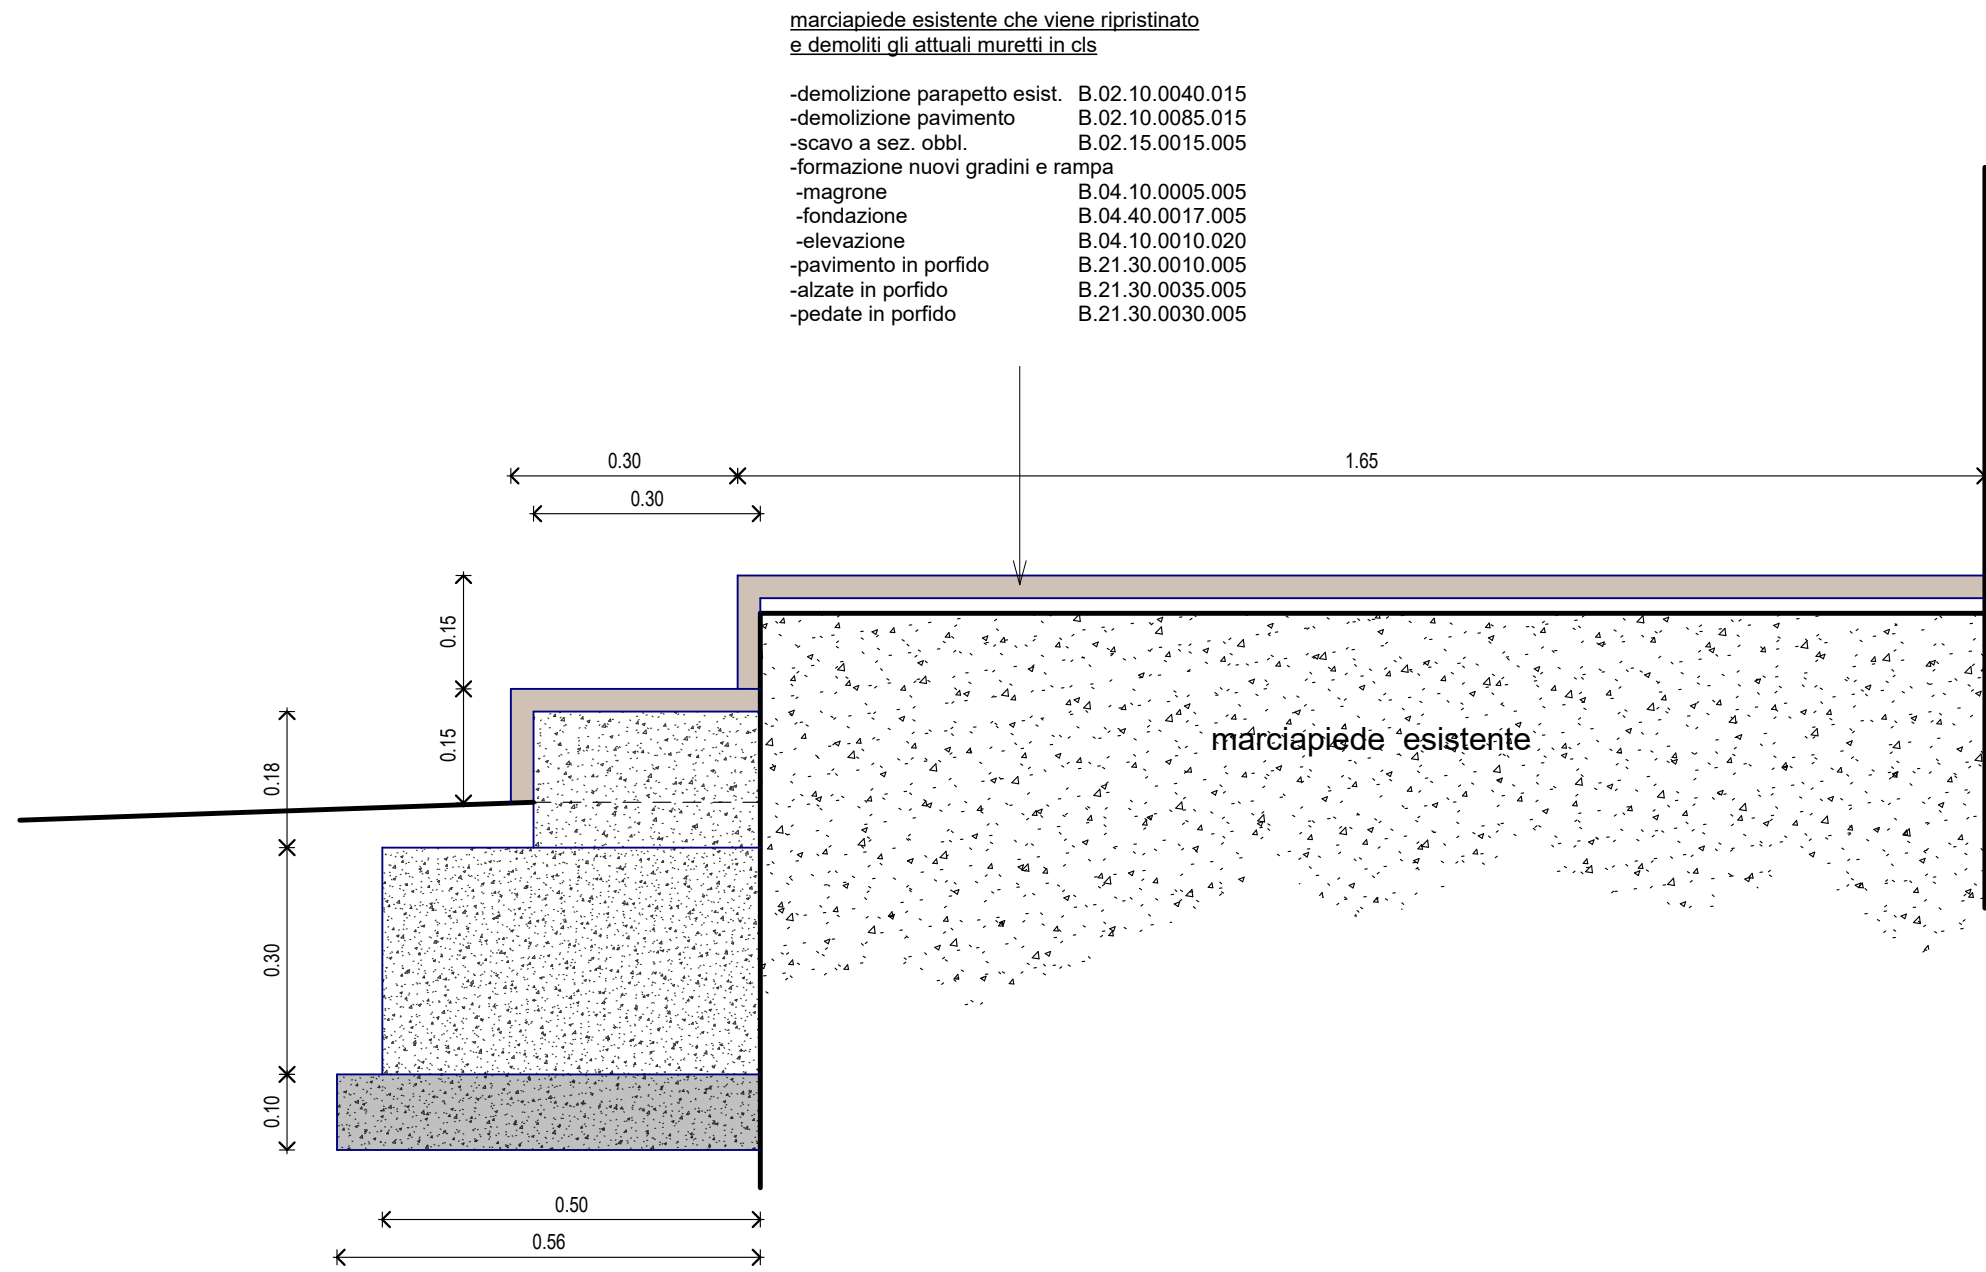 marciapiede esistente che viene ripristinato
e demoliti gli attuali muretti in cls
-demolizione parapetto esist. B.02.10.0040.015
-demolizione pavimento B.02.10.0085.015
-scavo a sez. obbl. B.02.15.0015.005
-formazione nuovi gradini e rampa
-magrone B.04.10.0005.005
-fondazione B.04.40.0017.005
-elevazione B.04.10.0010.020
-pavimento in porfido B.21.30.0010.005
-alzate in porfido B.21.30.0035.005
-pedate in porfido B.21.30.0030.005
0.30
1.65
0.30
0.15
0.15
0.18
marciapiede esistente
0.30
0.10
0.50
0.56